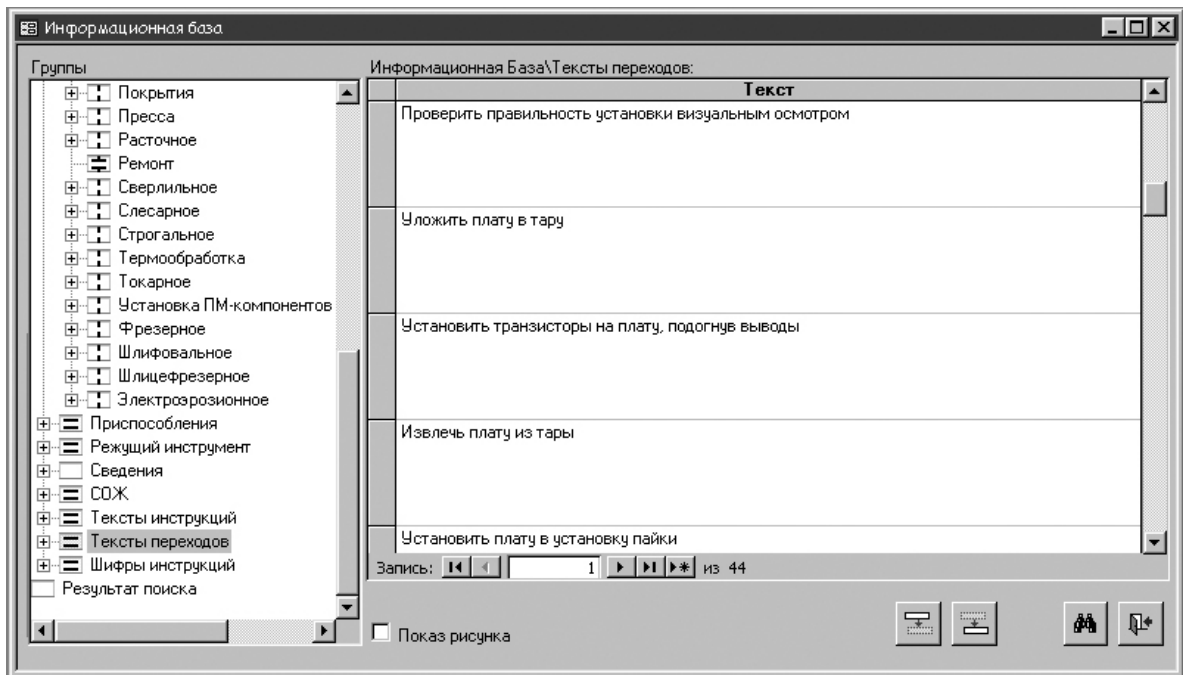 Информационная база
Группы
Покрытия
Пресса
Расточное
Ремонт
Сверлильное
Слесарное
Строгальное
Термообработка
Токарное
Установка ПМ-компонентов
Фрезерное
Шлифовальное
Шлицефрезерное
Электроэрозионное
Приспособления
Режущий инструмент
Сведения
СОЖ
Тексты инструкций
Тексты переходов
Шифры инструкций
Результат поиска
Информационная База\Тексты переходов:
Текст
Проверить правильность установки визуальным осмотром
Уложить плату в тару
Установить транзисторы на плату, подогнув выводы
Извлечь плату из тары
Установить плату в установку пайки
Запись: 1 из 44
Показ рисунка